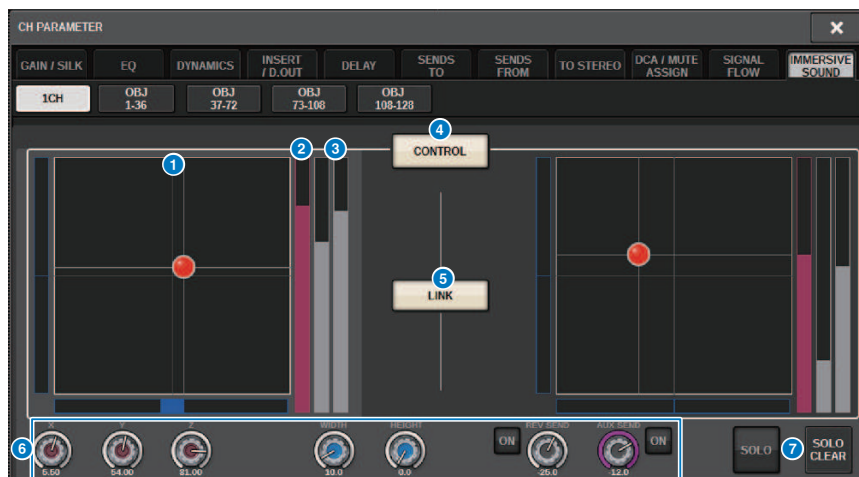 CH PARAMETER
×
GAIN / SILK
EQ
DYNAMICS
INSERT
/ D.OUT
DELAY
SENDS
TO
SENDS
FROM
TO STEREO
DCA / MUTE
ASSIGN
SIGNAL
FLOW
IMMERSIVE
SOUND
1CH
OBJ
1-36
OBJ
37-72
OBJ
73-108
OBJ
108-128
1
2
3
4
CONTROL
5
LINK
6
X
Y
Z
WIDTH
HEIGHT
REV SEND
AUX SEND
5.50
54.00
81.00
10.0
0.0
ON
-25.0
-12.0
ON
SOLO
7
SOLO
CLEAR